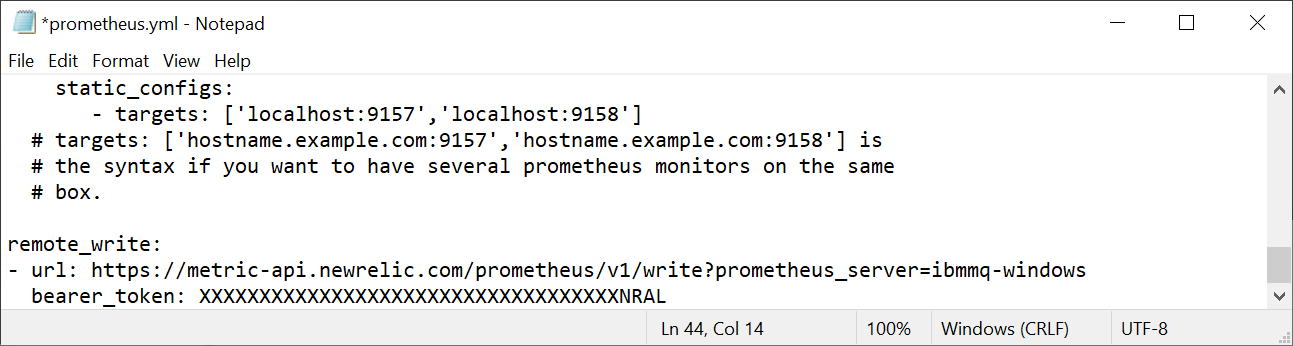 *prometheus.yml - Notepad
File Edit Format View Help
static_configs:
- targets: ['localhost:9157','localhost:9158']
# targets: ['hostname.example.com:9157','hostname.example.com:9158'] is
# the syntax if you want to have several prometheus monitors on the same
# box.
remote_write:
- url: https://metric-api.newrelic.com/prometheus/v1/write?prometheus_server=ibmmq-windows
bearer_token: XXXXXXXXXXXXXXXXXXXXXXXXXXXXXXXXXXXNRAL
Ln 44, Col 14 100% Windows (CRLF) UTF-8